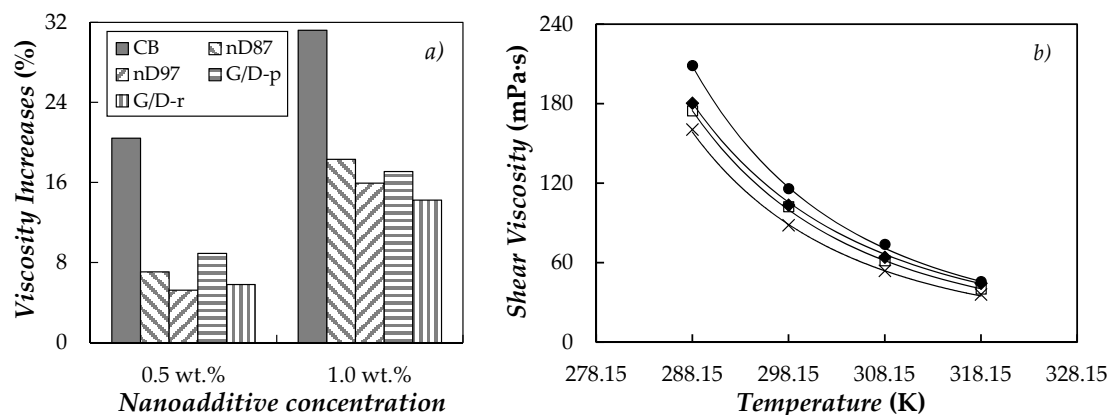 Viscosity Increases (%)
32
24
16
8
0
a)
CB
nD87
nD97
G/D-p
G/D-r
0.5 wt.%
1.0 wt.%
Nanoadditive concentration
Shear Viscosity (mPa·s)
240
180
120
60
0
b)
278.15
288.15
298.15
308.15
318.15
328.15
Temperature (K)